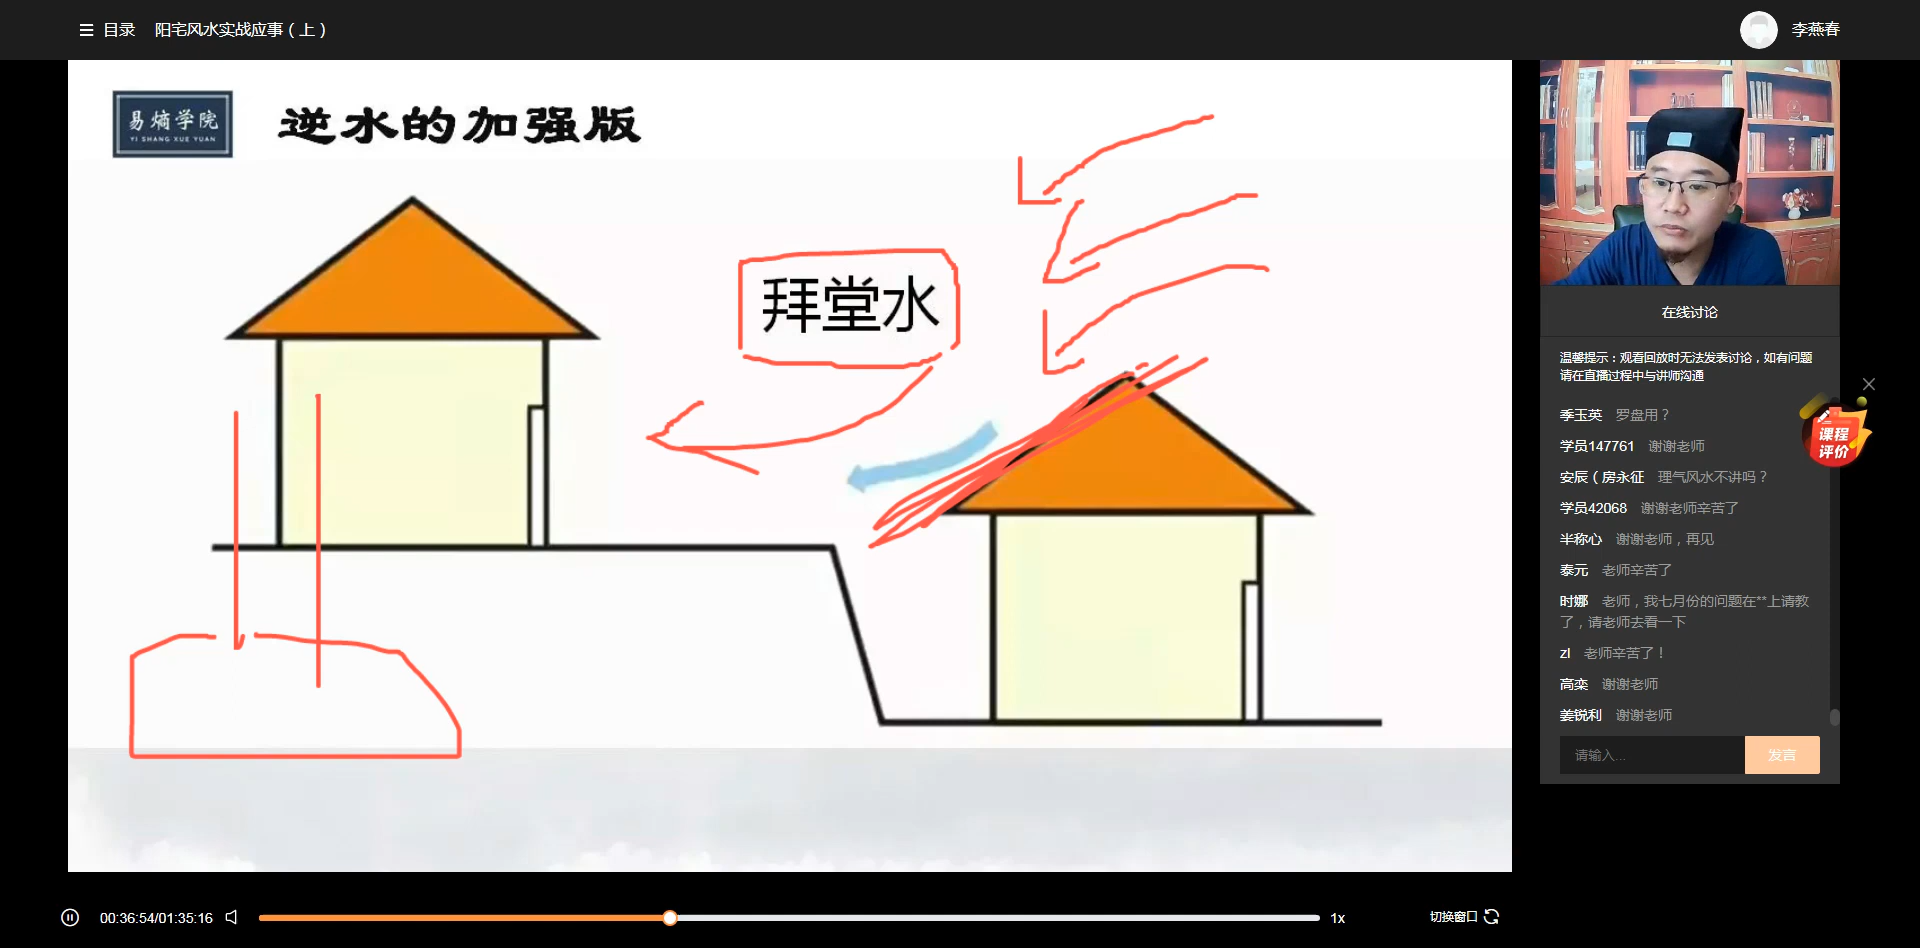 目录 阳宅风水实战应事（上） 李燕春
易熵学院
YI SHANG XUE YUAN
逆水的加强版
拜堂水
在线讨论
温馨提示：观看回放时无法发表讨论，如有问题
请在直播过程中与讲师沟通
季玉英 罗盘用？
学员147761 谢谢老师
安辰（房永征 理气风水不讲吗？
学员42068 谢谢老师辛苦了
半称心 谢谢老师，再见
泰元 老师辛苦了
时娜 老师，我七月份的问题在**上请教
了，请老师去看一下
zl 老师辛苦了！
高栾 谢谢老师
姜锐利 谢谢老师
课程
评价
请输入... 发言
00:36:54/01:35:16 1x 切换窗口